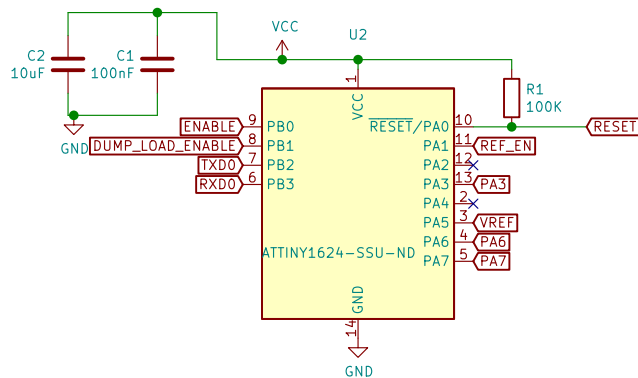 VCC
U2
C2
10uF
C1
100nF
GND
1
VCC
R1
100K
ENABLE 9 PB0
RESET/PA0 10 RESET
DUMP_LOAD_ENABLE 8 PB1
PA1 11 REF_EN
TXD0 7 PB2
PA2 12
RXD0 6 PB3
PA3 13 PA3
PA4 2
PA5 3 VREF
PA6 4 PA6
ATTINY1624-SSU-ND
PA7 5 PA7
GND
14
GND